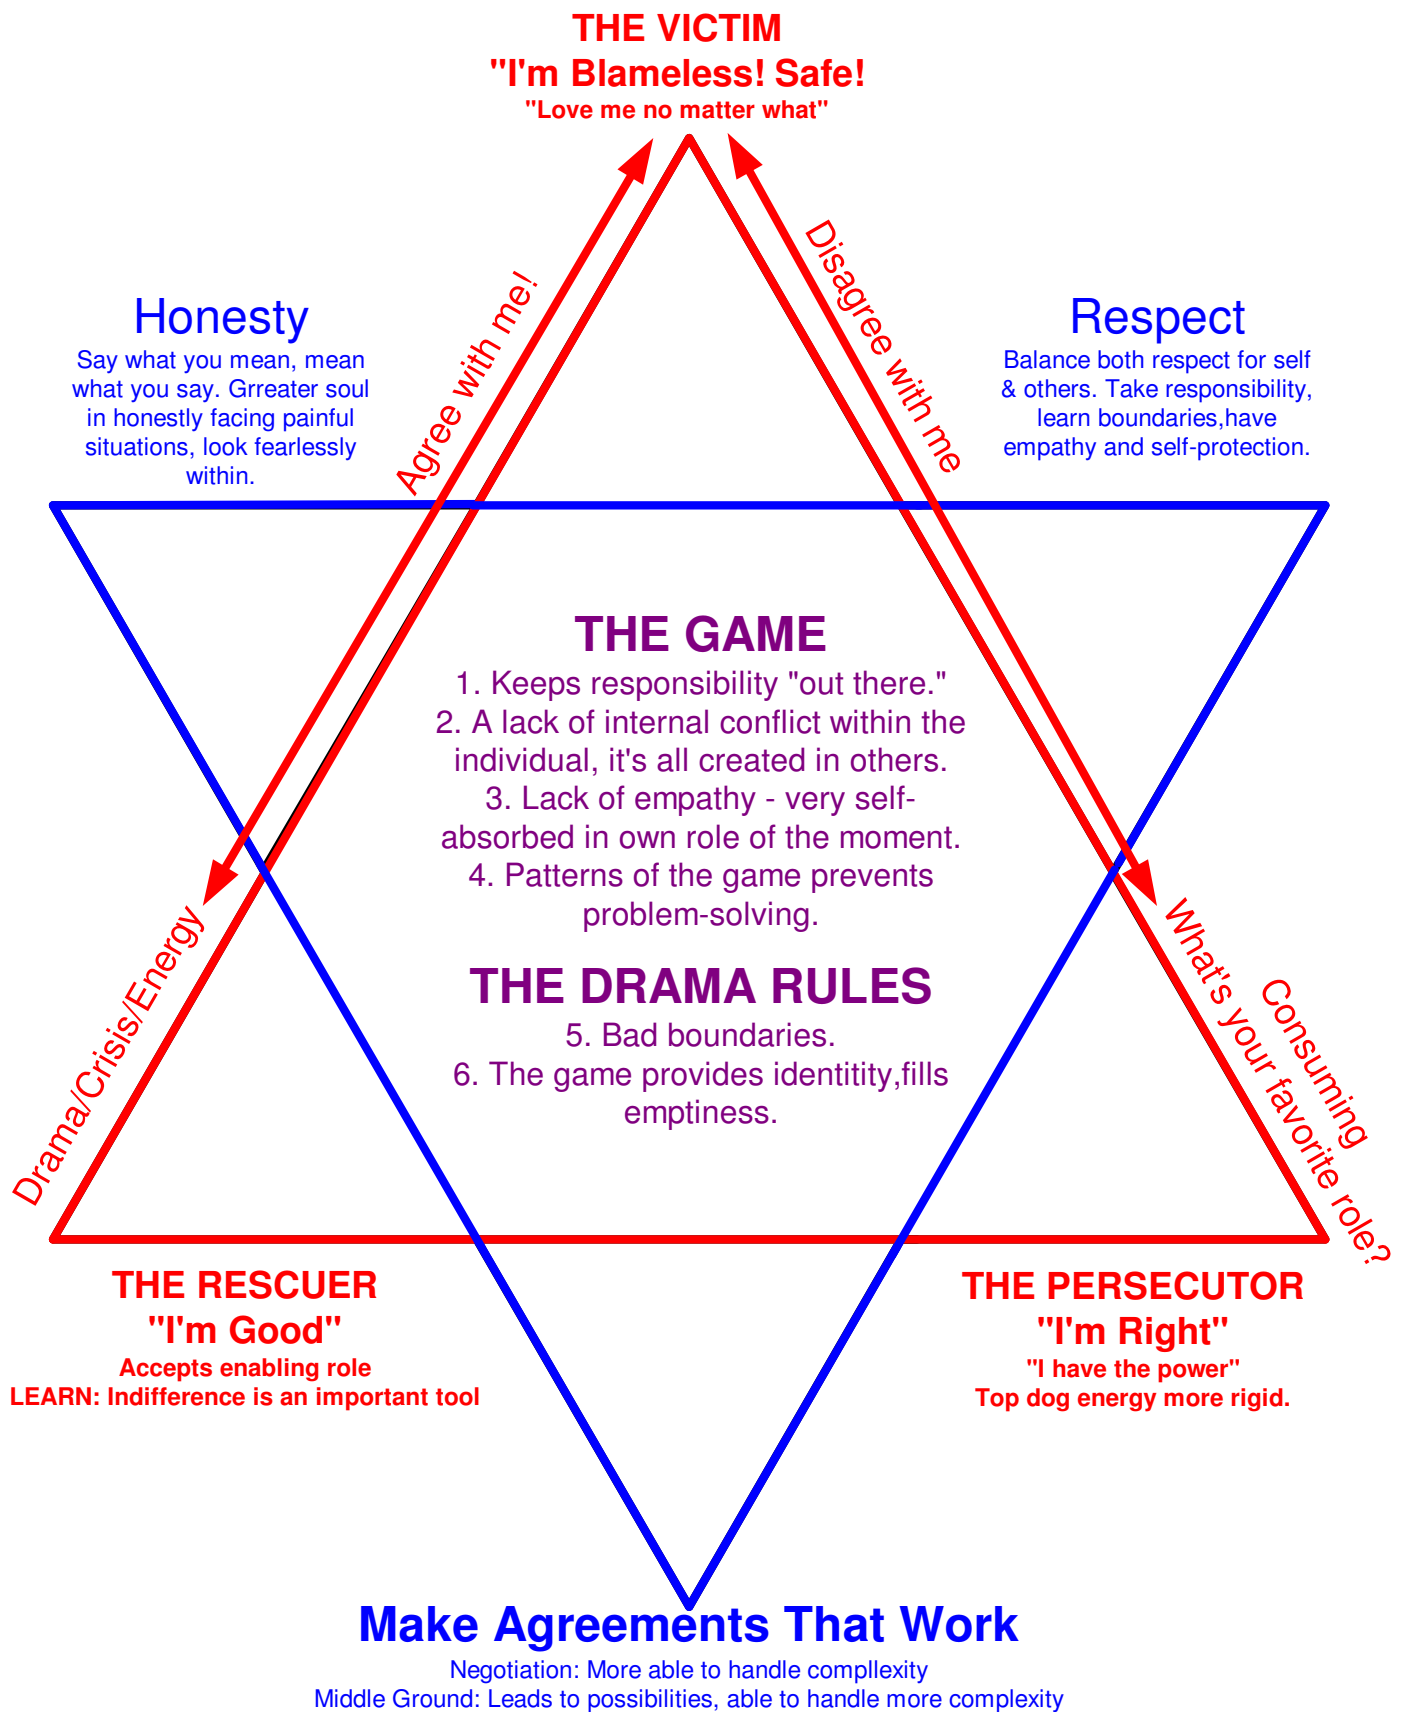 THE VICTIM
"I'm Blameless! Safe!
"Love me no matter what"
Agree with me!
Disagree with me
Honesty
Say what you mean, mean
what you say. Grreater soul
in honestly facing painful
situations, look fearlessly
within.
Respect
Balance both respect for self
& others. Take responsibility,
learn boundaries,have
empathy and self-protection.
THE GAME
1. Keeps responsibility "out there."
2. A lack of internal conflict within the
individual, it's all created in others.
3. Lack of empathy - very self-
absorbed in own role of the moment.
4. Patterns of the game prevents
problem-solving.
THE DRAMA RULES
5. Bad boundaries.
6. The game provides identitity,fills
emptiness.
Drama/Crisis/Energy
Consuming
What's your favorite role?
THE RESCUER
"I'm Good"
Accepts enabling role
LEARN: Indifference is an important tool
THE PERSECUTOR
"I'm Right"
"I have the power"
Top dog energy more rigid.
Make Agreements That Work
Negotiation: More able to handle compllexity
Middle Ground: Leads to possibilities, able to handle more complexity